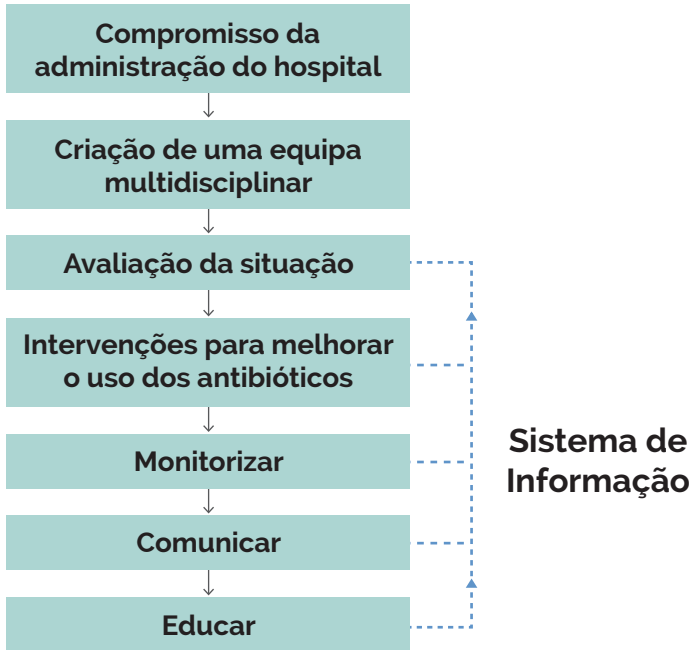 Compromisso da
administração do hospital
Criação de uma equipa
multidisciplinar
Avaliação da situação
Intervenções para melhorar
o uso dos antibióticos
Monitorizar
Comunicar
Educar
Sistema de
Informação